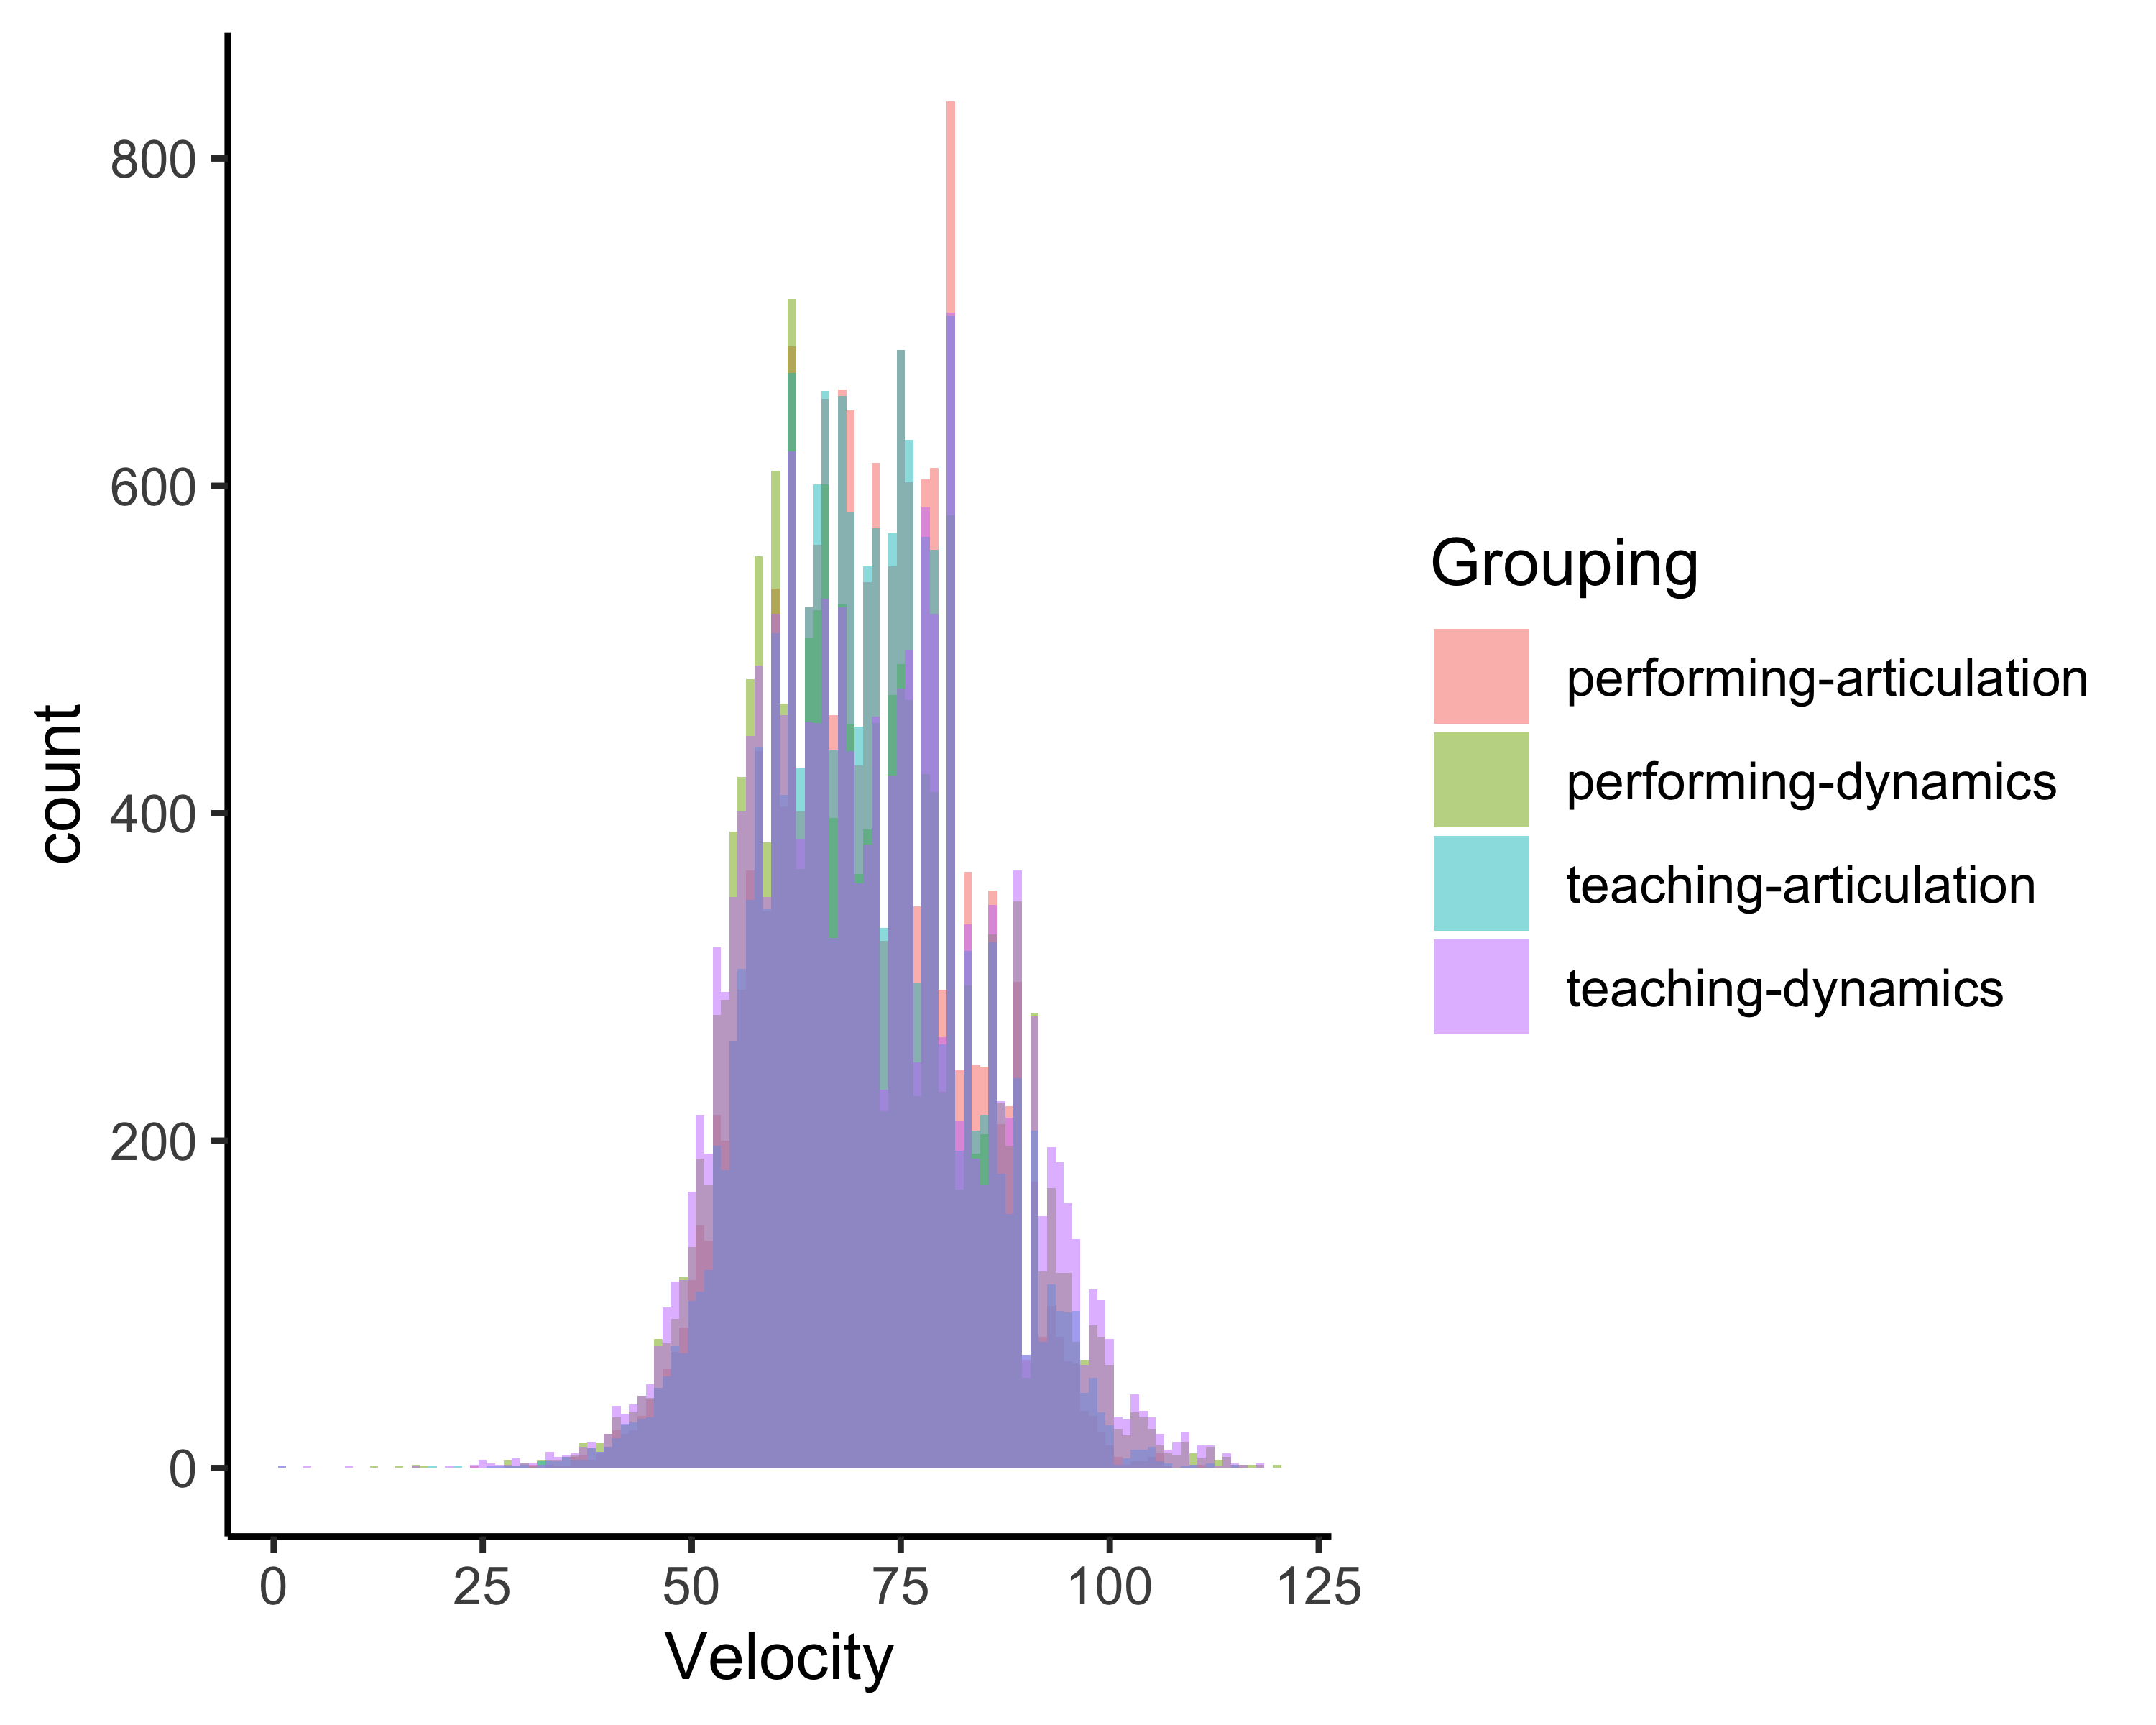 800
600
400
200
0
count
0 25 50 75 100 125
Velocity
Grouping
performing-articulation
performing-dynamics
teaching-articulation
teaching-dynamics